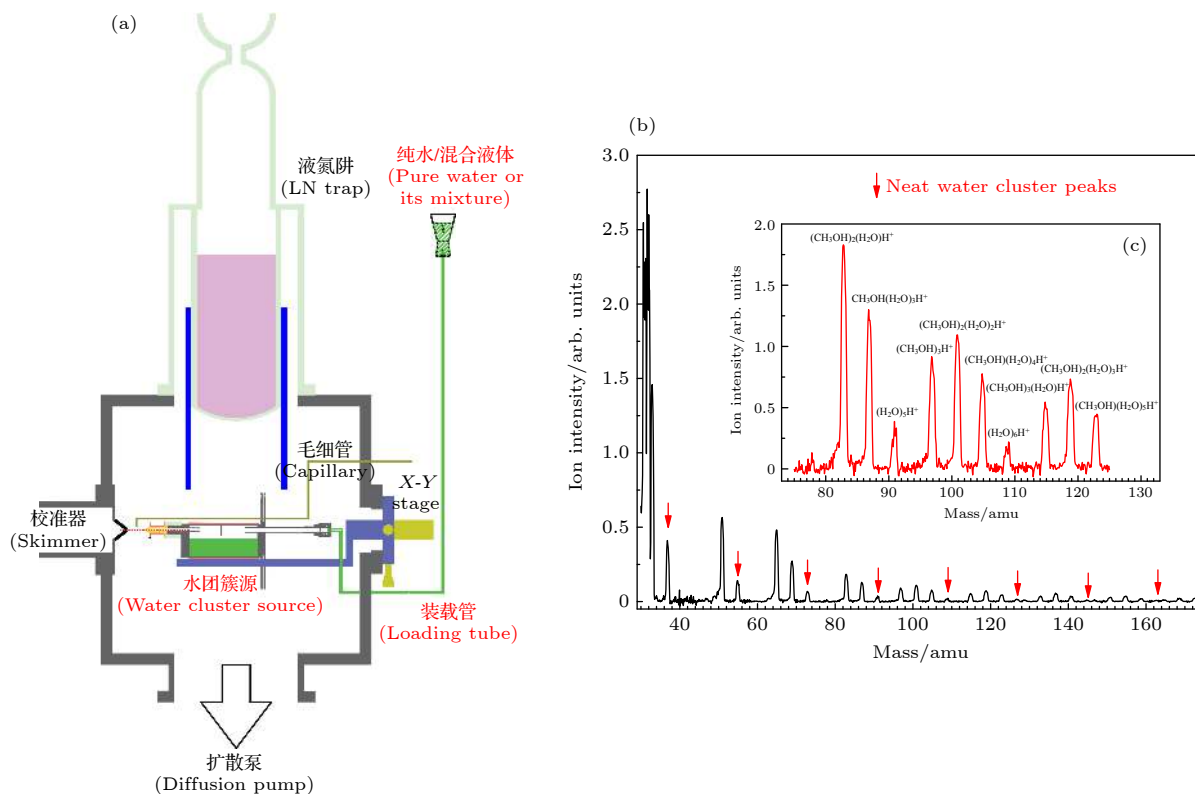 (a)
液氮阱
(LN trap)
纯水/混合液体
(Pure water or
its mixture)
毛细管
(Capillary)
X-Y
stage
校准器
(Skimmer)
水团簇源
(Water cluster source)
装载管
(Loading tube)
扩散泵
(Diffusion pump)
(b)
Neat water cluster peaks
Ion intensity/arb. units
3.0
2.5
2.0
1.5
1.0
0.5
0
40
60
80
100
120
140
160
Mass/amu
(c)
Ion intensity/arb. units
2.0
1.5
1.0
0.5
0
(CH₃OH)₂(H₂O)H⁺
CH₃OH(H₂O)₃H⁺
(H₂O)₅H⁺
(CH₃OH)₃H⁺
(CH₃OH)₂(H₂O)₂H⁺
(CH₃OH)(H₂O)₄H⁺
(H₂O)₆H⁺
(CH₃OH)₃(H₂O)H⁺
(CH₃OH)₂(H₂O)₃H⁺
(CH₃OH)(H₂O)₅H⁺
80
90
100
110
120
130
Mass/amu